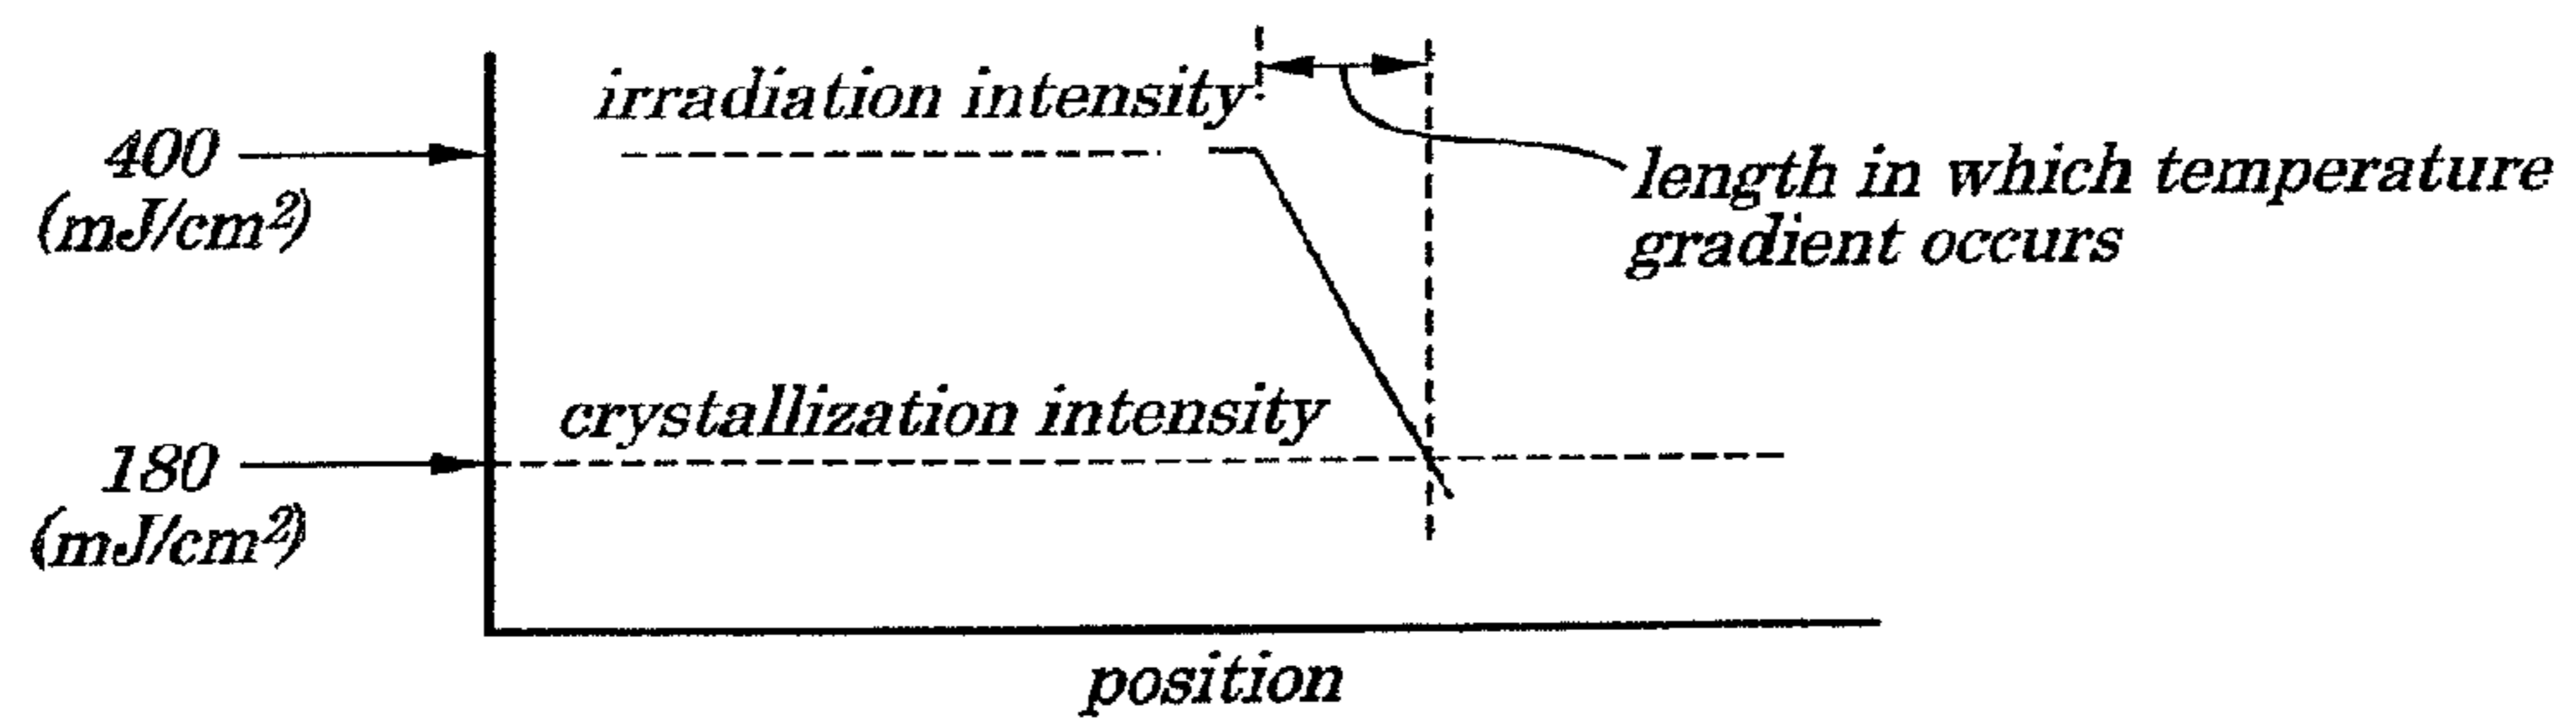 irradiation intensity
400
(mJ/cm²)
length in which temperature
gradient occurs
crystallization intensity
180
(mJ/cm²)
position